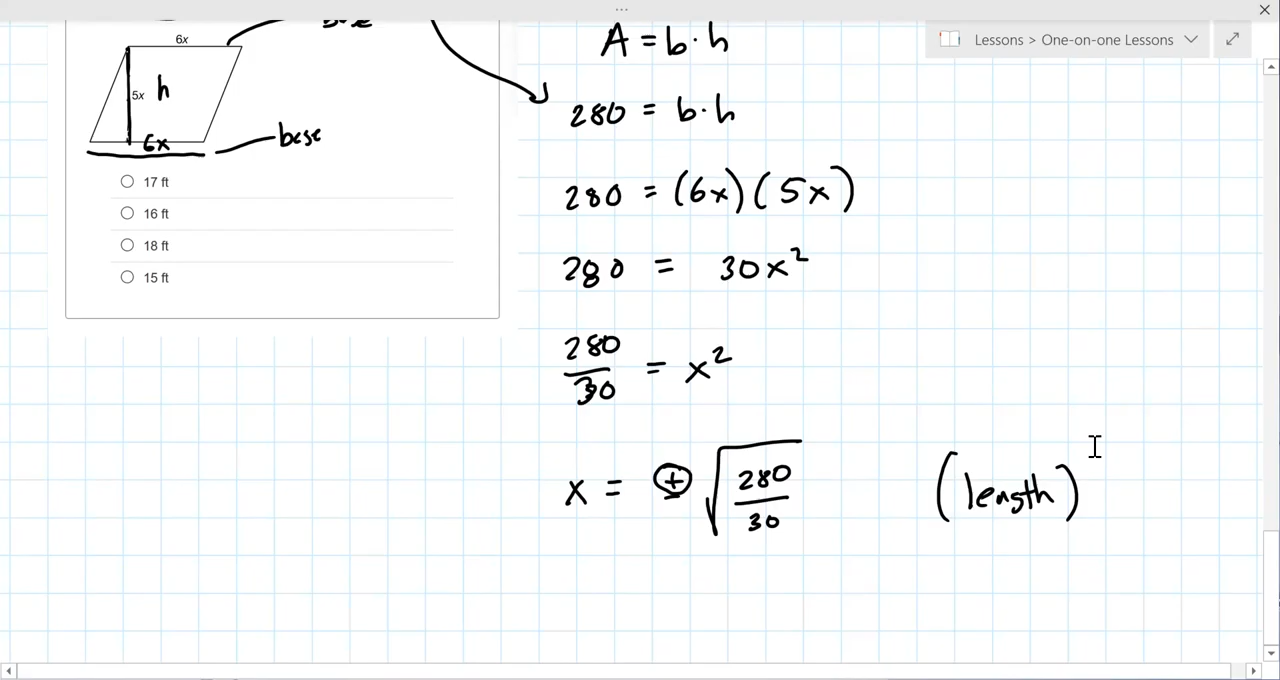 Lessons > One-on-one Lessons
6x
5x
h
6x
base
17 ft
16 ft
18 ft
15 ft
A = b · h
280 = b · h
280 = (6x)(5x)
280 = 30x²
280/30 = x²
x = ± √(280/30)
(length)